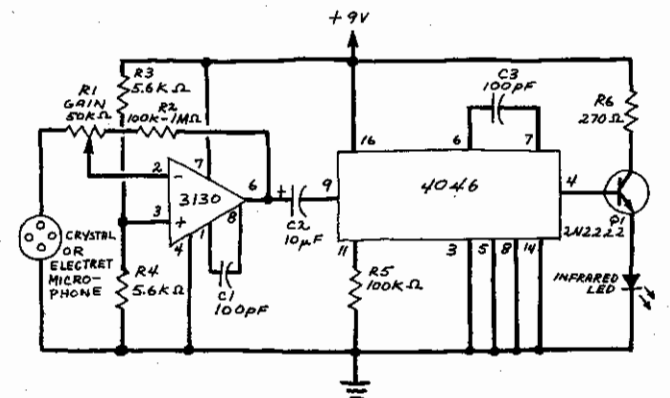 +9V
R3
5.6KΩ
R1
GAIN
50KΩ
R2
100K-1MΩ
C3
100pF
R6
270Ω
2
-
7
3130
3
+
4
1
8
6
+
C2
10µF
9
16
6
7
4046
4
11
3
5
8
14
Q1
2N2222
CRYSTAL
OR
ELECTRET
MICRO-
PHONE
R4
5.6KΩ
C1
100pF
R5
100KΩ
INFRARED
LED